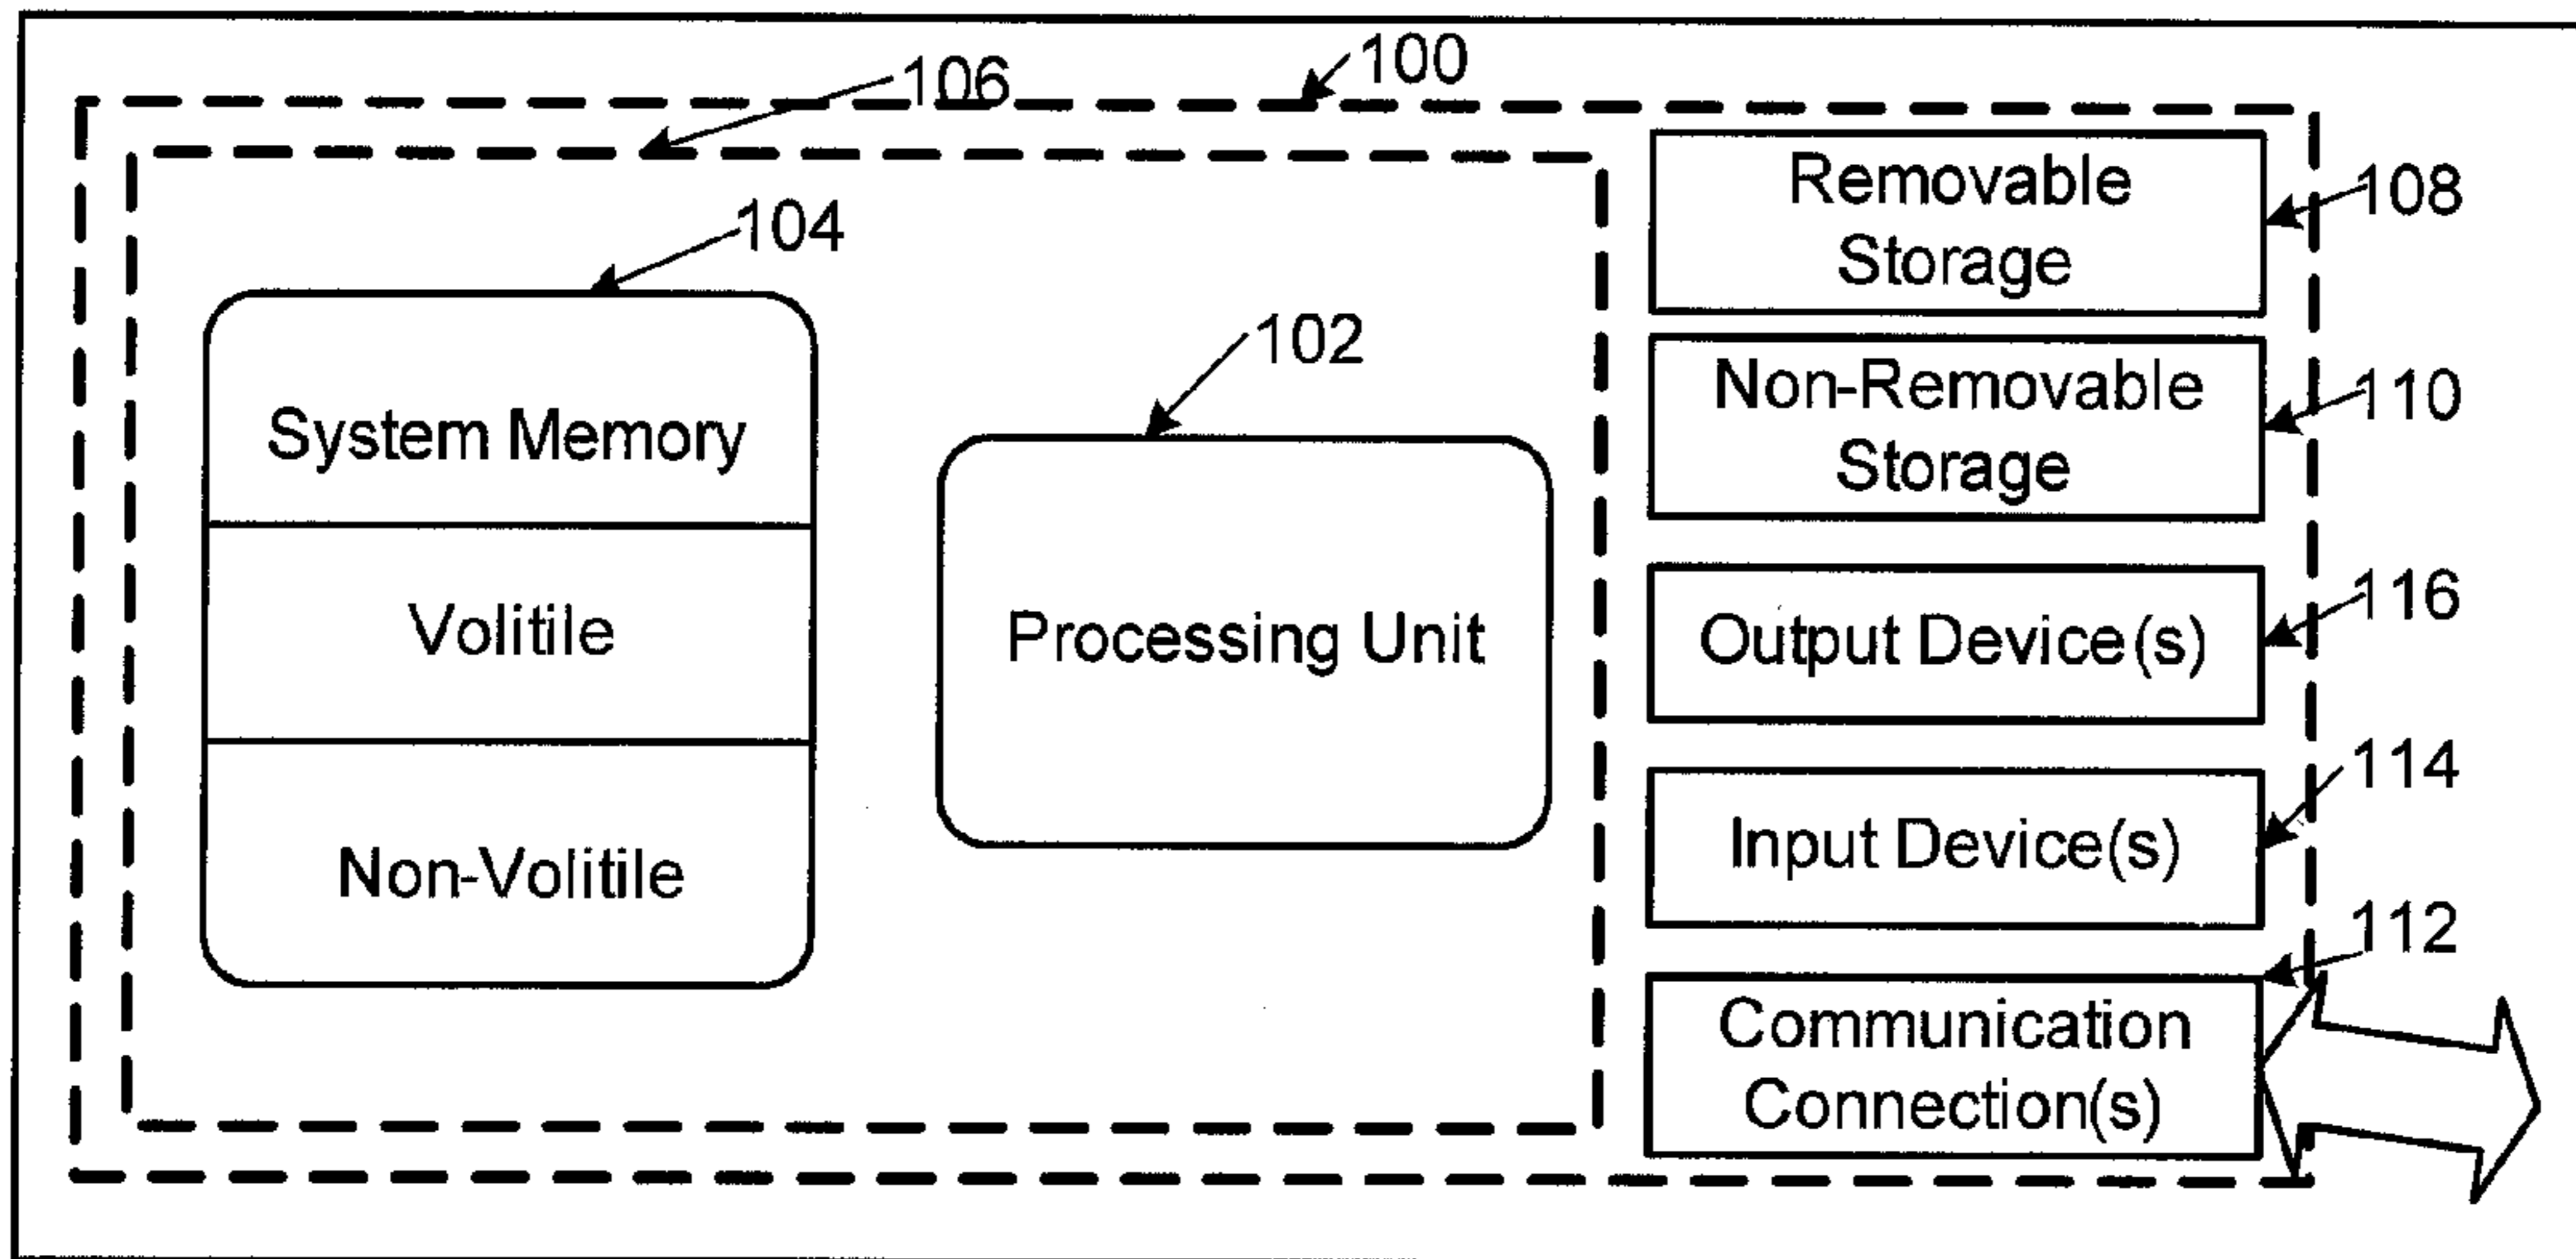 100
106
Removable
Storage
108
104
102
Non-Removable
Storage
110
System Memory
Volitile
Non-Volitile
Processing Unit
Output Device(s)
116
Input Device(s)
114
112
Communication
Connection(s)